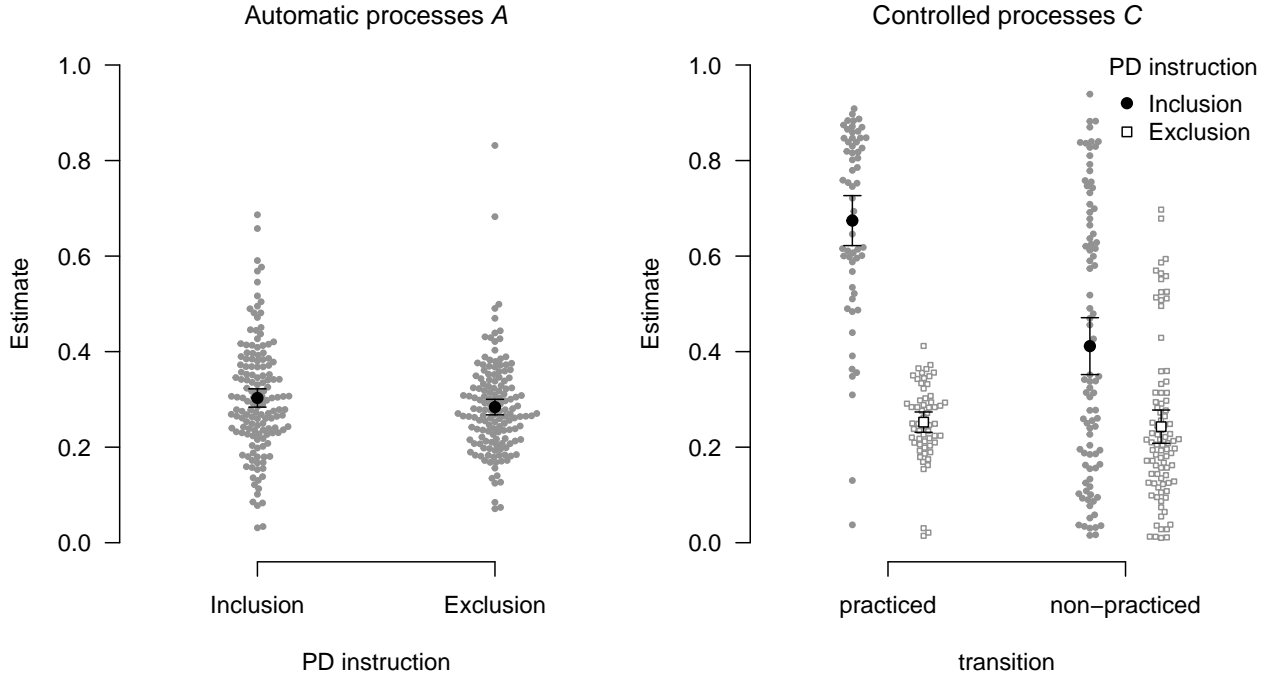 Automatic processes A
Estimate
1.0
0.8
0.6
0.4
0.2
0.0
Inclusion
Exclusion
PD instruction
Controlled processes C
Estimate
1.0
0.8
0.6
0.4
0.2
0.0
PD instruction
Inclusion
Exclusion
practiced
non−practiced
transition